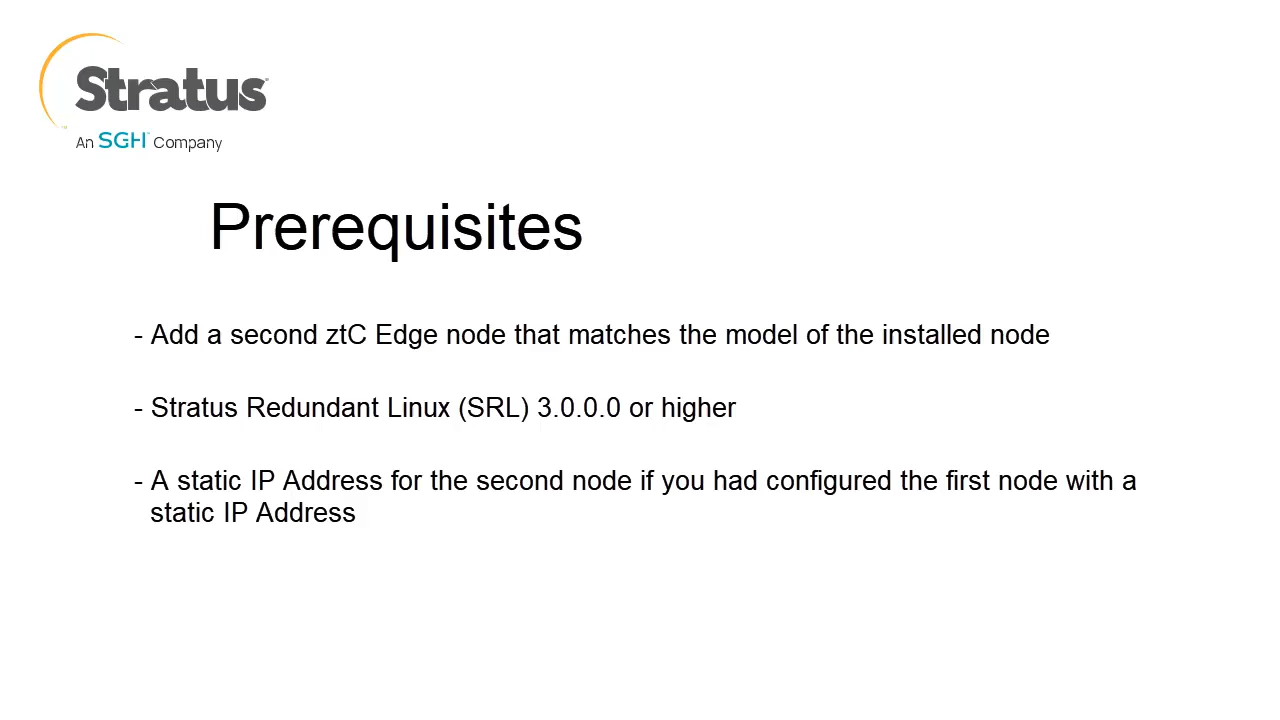 Stratus
An SGH Company
Prerequisites
- Add a second ztC Edge node that matches the model of the installed node
- Stratus Redundant Linux (SRL) 3.0.0.0 or higher
- A static IP Address for the second node if you had configured the first node with a
static IP Address